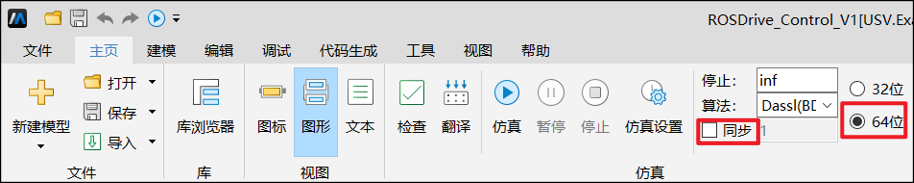 ROSDrive_Control_V1[USV.Exa
文件 主页 建模 编辑 调试 代码生成 工具 视图 帮助
新建模型
打开
保存
导入
文件
库浏览器
库
图标
图形
文本
视图
检查
翻译
仿真
暂停
停止
仿真设置
停止: inf
算法: Dassl(BD
同步 1
32位
64位
仿真